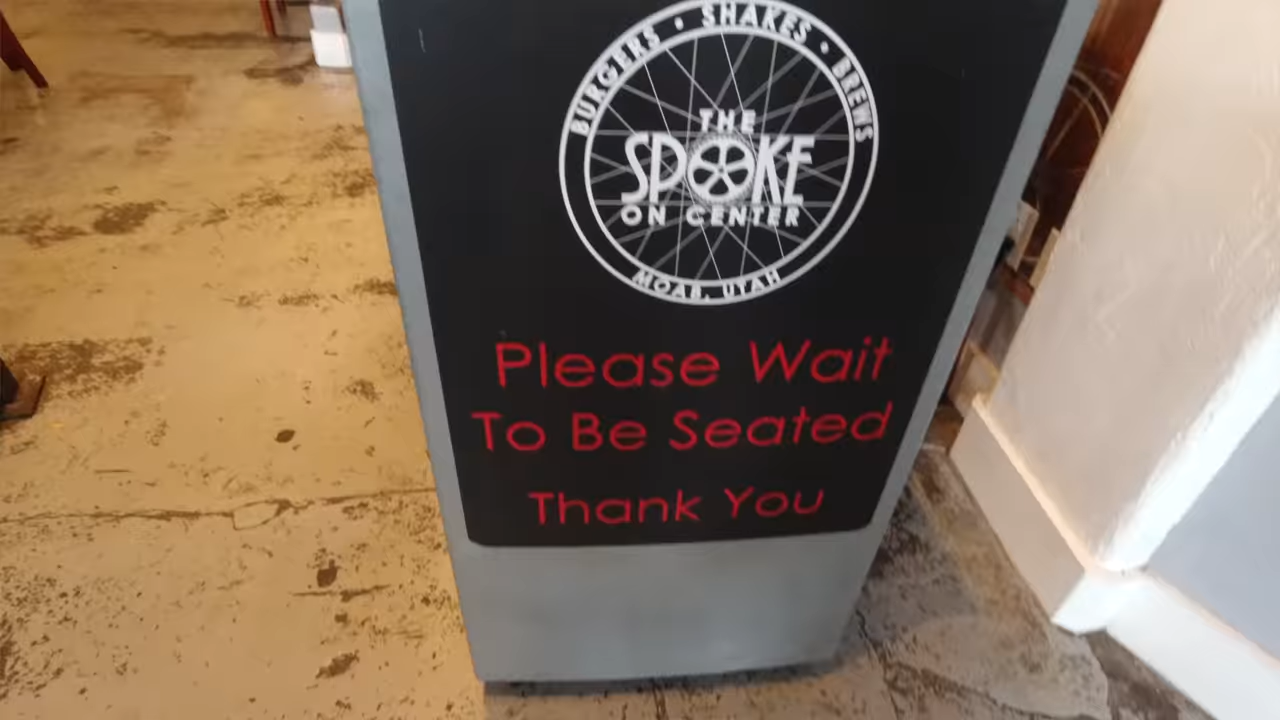 BURGERS • SHAKES • BREWS
THE
SPOKE
ON CENTER
MOAB, UTAH
Please Wait
To Be Seated
Thank You